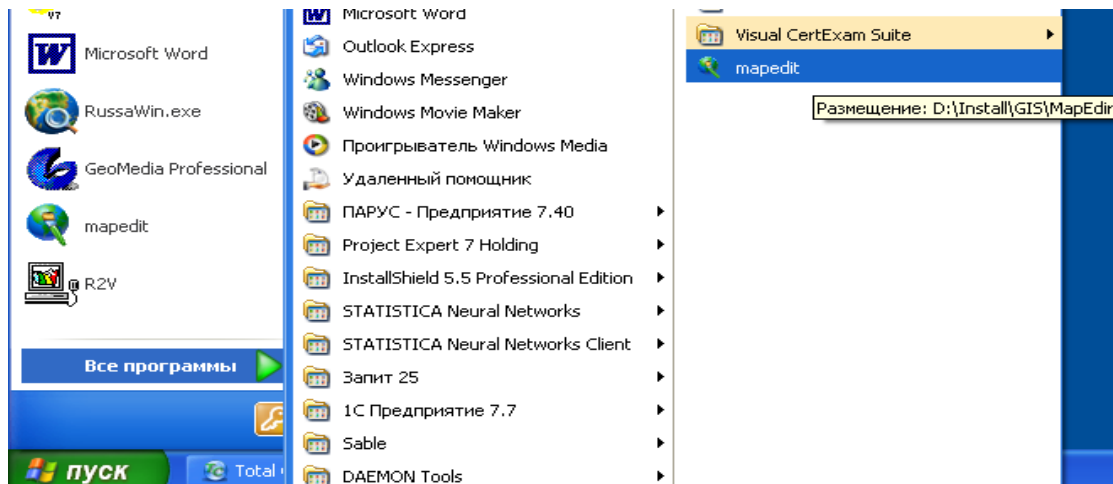 V7
Microsoft Word
RussaWin.exe
GeoMedia Professional
mapedit
R2V
Все программы
пуск
Total
Microsoft Word
Outlook Express
Windows Messenger
Windows Movie Maker
Проигрыватель Windows Media
Удаленный помощник
ПАРУС - Предприятие 7.40
Project Expert 7 Holding
InstallShield 5.5 Professional Edition
STATISTICA Neural Networks
STATISTICA Neural Networks Client
Запит 25
1С Предприятие 7.7
Sable
DAEMON Tools
Visual CertExam Suite
mapedit
Размещение: D:\Install\GIS\MapEdir